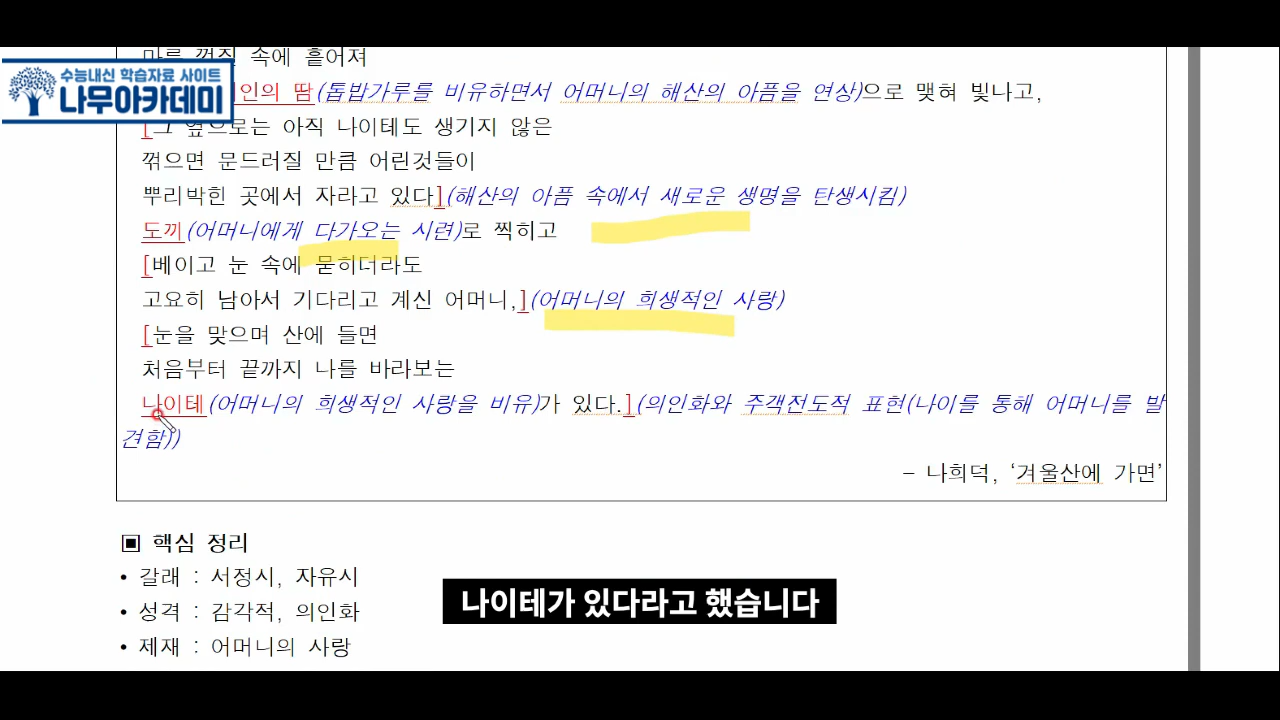 마른 껍질 속에 흩어져
수능내신 학습자료 사이트
나무아카데미
인의 땀(톱밥가루를 비유하면서 어머니의 해산의 아픔을 연상)으로 맺혀 빛나고,
[그 옆으로는 아직 나이테도 생기지 않은
꺾으면 문드러질 만큼 어린것들이
뿌리박힌 곳에서 자라고 있다](해산의 아픔 속에서 새로운 생명을 탄생시킴)
도끼(어머니에게 다가오는 시련)로 찍히고
[베이고 눈 속에 묻히더라도
고요히 남아서 기다리고 계신 어머니,](어머니의 희생적인 사랑)
[눈을 맞으며 산에 들면
처음부터 끝까지 나를 바라보는
나이테(어머니의 희생적인 사랑을 비유)가 있다.](의인화와 주객전도적 표현(나이를 통해 어머니를 발
견함))
- 나희덕, ‘겨울산에 가면’
▣ 핵심 정리
• 갈래 : 서정시, 자유시
• 성격 : 감각적, 의인화
• 제재 : 어머니의 사랑
나이테가 있다라고 했습니다